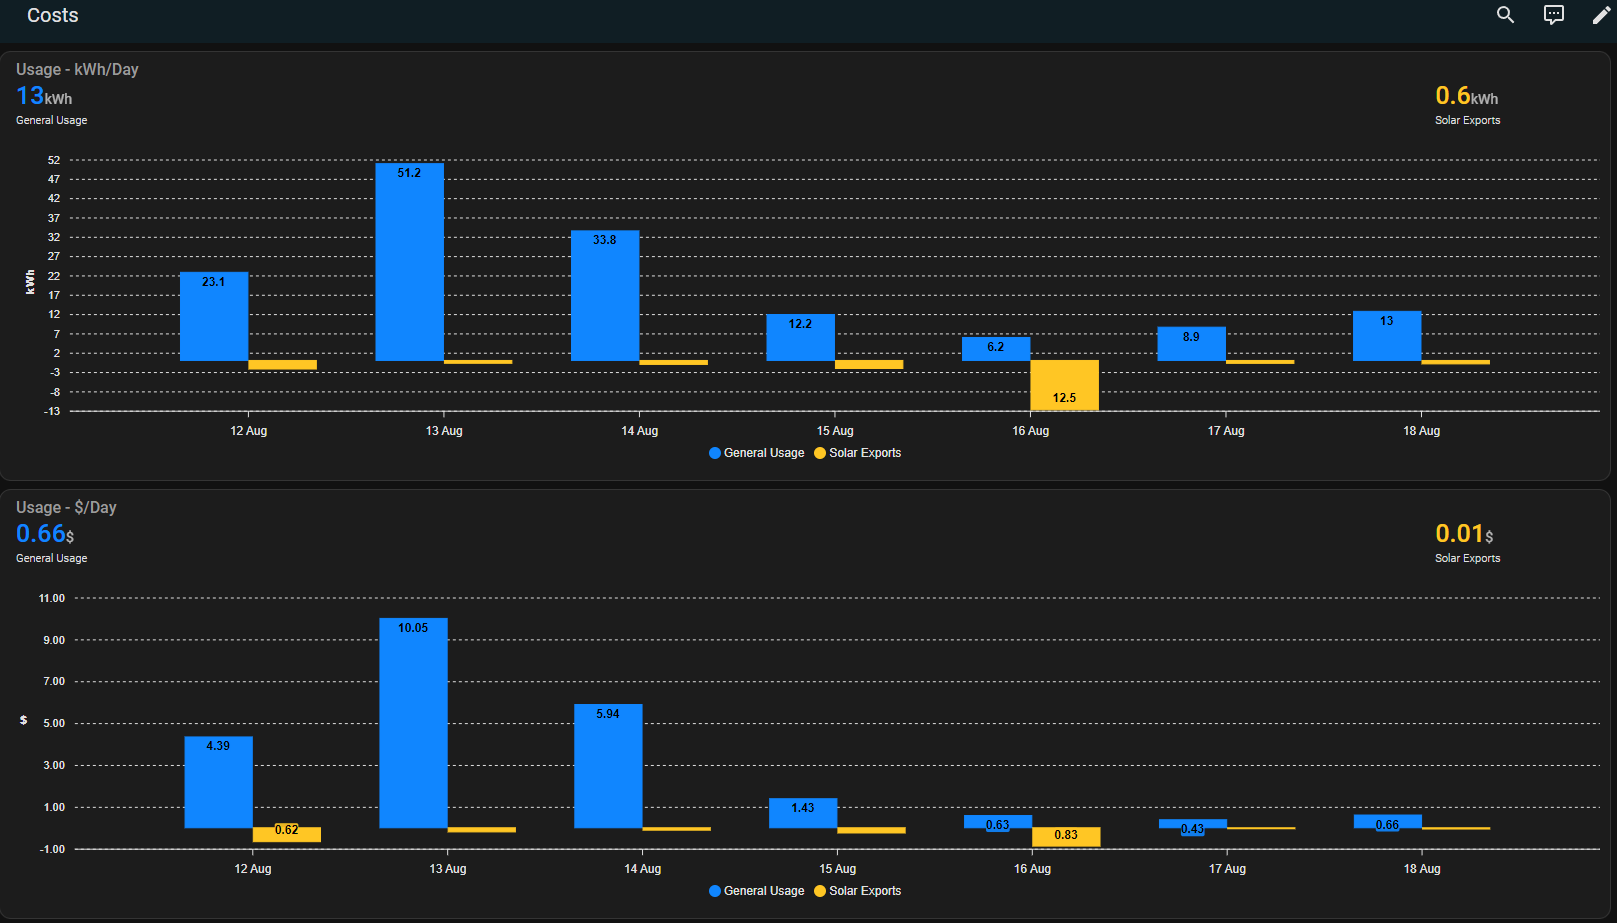 Costs
Usage - kWh/Day
13kWh
General Usage
0.6kWh
Solar Exports
52
47
42
37
32
27
22
17
12
7
2
-3
-8
-13
kWh
23.1
51.2
33.8
12.2
6.2
12.5
8.9
13
12 Aug
13 Aug
14 Aug
15 Aug
16 Aug
17 Aug
18 Aug
General Usage
Solar Exports
Usage - $/Day
0.66$
General Usage
0.01$
Solar Exports
11.00
9.00
7.00
5.00
3.00
1.00
-1.00
$
4.39
0.62
10.05
5.94
1.43
0.63
0.83
0.43
0.66
12 Aug
13 Aug
14 Aug
15 Aug
16 Aug
17 Aug
18 Aug
General Usage
Solar Exports